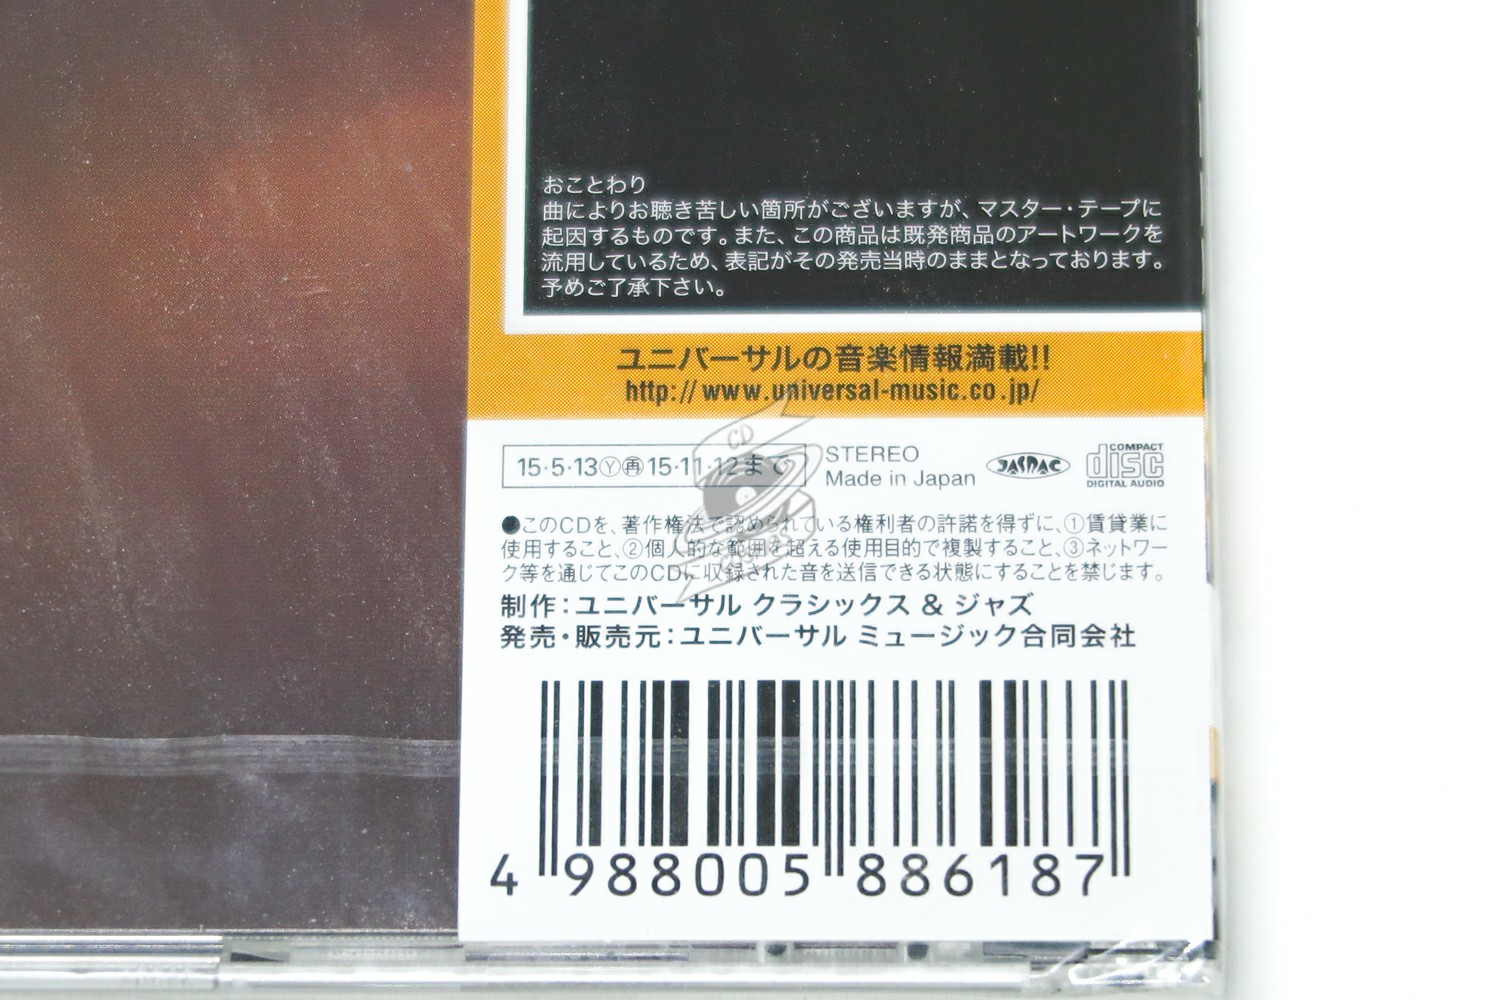 おことわり
曲によりお聴き苦しい箇所がございますが、マスター・テープに
起因するものです。また、この商品は既発商品のアートワークを
流用しているため、表記がその発売当時のままとなっております。
予めご了承下さい。
ユニバーサルの音楽情報満載!!
http://www.universal-music.co.jp/
15·5·13Ⓨ㊢15·11·12まで
STEREO
Made in Japan
JASRAC
COMPACT
disc
DIGITAL AUDIO
CD
●このCDを、著作権法で認められている権利者の許諾を得ずに、①賃貸業に
使用すること、②個人的な範囲を超える使用目的で複製すること、③ネットワー
ク等を通じてこのCDに収録された音を送信できる状態にすることを禁じます。
制作：ユニバーサル クラシックス & ジャズ
発売・販売元：ユニバーサル ミュージック合同会社
4 988005 886187